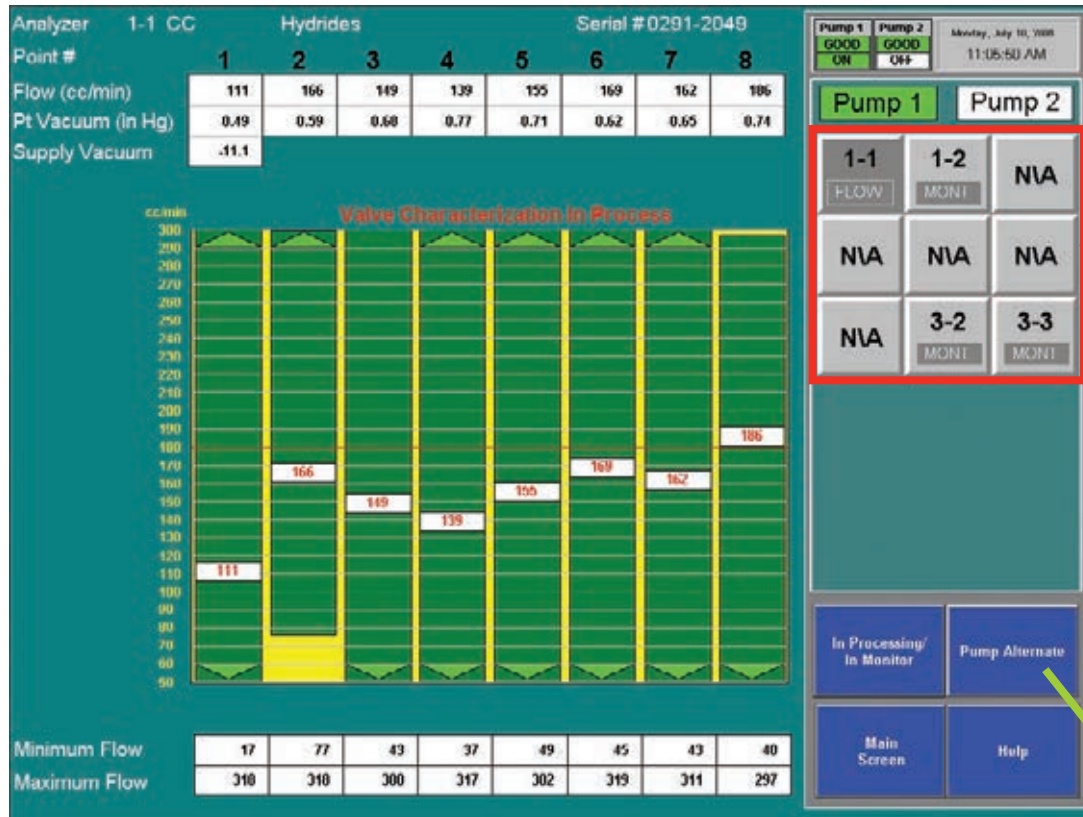 Analyzer 1-1 CC Hydrides Serial # 0291-2049
Point # 1 2 3 4 5 6 7 8
Flow (cc/min) 111 166 149 139 155 169 162 186
Pt Vacuum (in Hg) 0.49 0.59 0.68 0.77 0.71 0.62 0.65 0.74
Supply Vacuum -11.1
cc/min
Valve Characterization In Process
300
290
280
270
260
250
240
230
220
210
200
190
180
170
160
150
140
130
120
110
100
90
80
70
60
50
111
166
149
139
155
169
162
186
Minimum Flow 17 77 43 37 49 45 43 40
Maximum Flow 310 310 300 317 302 319 311 297
Pump 1 Pump 2
GOOD GOOD
ON OFF
Monday, July 10,
11:05:50 AM
Pump 1 Pump 2
1-1 1-2 N\A
FLOW MONT
N\A N\A N\A
N\A 3-2 3-3
MONT MONT
In Processing/
In Monitor
Pump Alternate
Main
Screen
Help